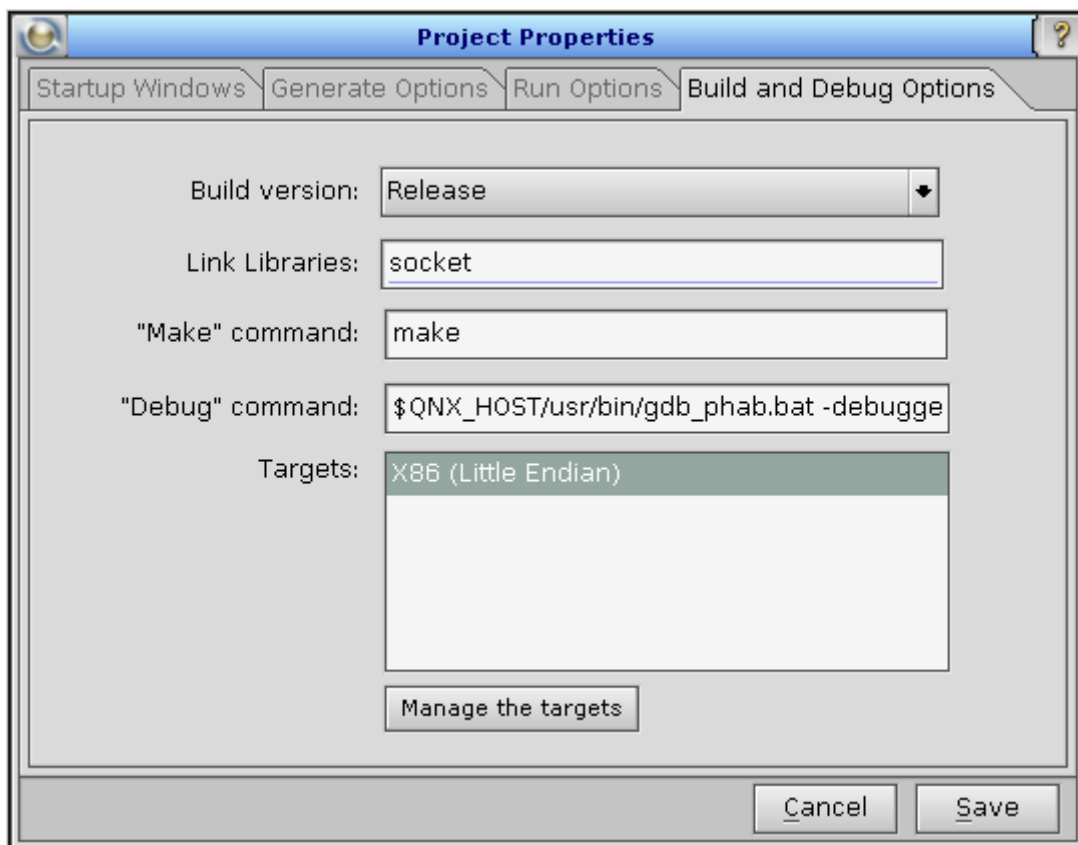 Project Properties
?
Startup Windows Generate Options Run Options Build and Debug Options
Build version: Release
Link Libraries: socket
"Make" command: make
"Debug" command: $QNX_HOST/usr/bin/gdb_phab.bat -debugge
Targets: X86 (Little Endian)
Manage the targets
Cancel Save